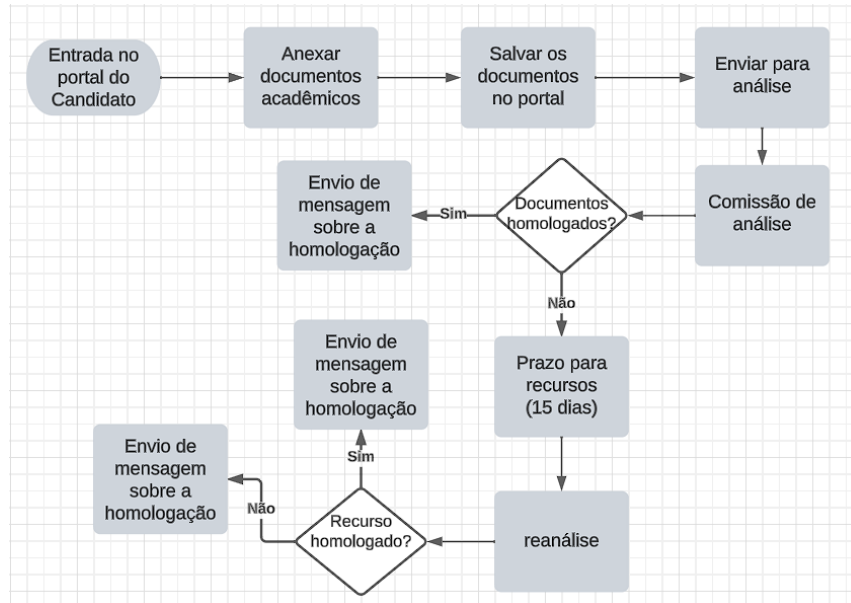 Entrada no
portal do
Candidato
Anexar
documentos
acadêmicos
Salvar os
documentos
no portal
Enviar para
análise
Comissão de
análise
Documentos
homologados?
Sim
Envio de
mensagem
sobre a
homologação
Não
Prazo para
recursos
(15 dias)
reanálise
Recurso
homologado?
Sim
Envio de
mensagem
sobre a
homologação
Não
Envio de
mensagem
sobre a
homologação